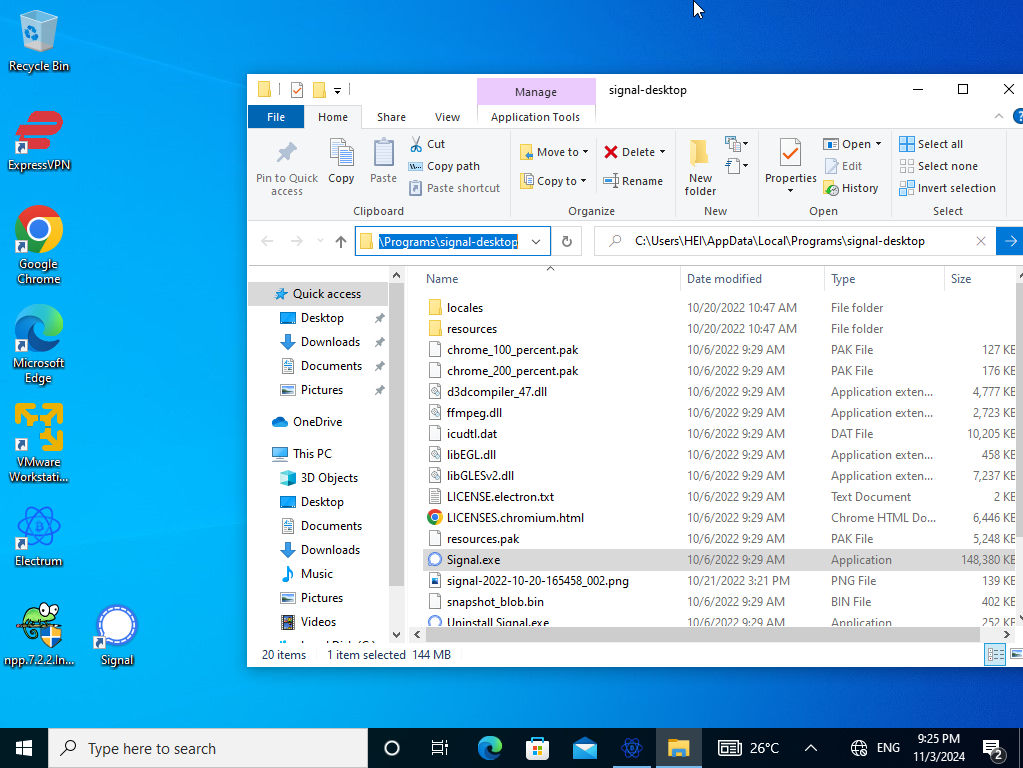 Recycle Bin
ExpressVPN
Google
Chrome
Microsoft
Edge
VMware
Workstati...
Electrum
npp.7.2.2.In...
Signal
Manage
signal-desktop
File
Home
Share
View
Application Tools
Pin to Quick
access
Copy
Paste
Cut
Copy path
Paste shortcut
Clipboard
Move to
Copy to
Delete
Rename
Organize
New
folder
New
Properties
Open
Edit
History
Open
Select all
Select none
Invert selection
Select
\Programs\signal-desktop
C:\Users\HEI\AppData\Local\Programs\signal-desktop
Quick access
Desktop
Downloads
Documents
Pictures
OneDrive
This PC
3D Objects
Desktop
Documents
Downloads
Music
Pictures
Videos
Name Date modified Type Size
locales 10/20/2022 10:47 AM File folder
resources 10/20/2022 10:47 AM File folder
chrome_100_percent.pak 10/6/2022 9:29 AM PAK File 127 KB
chrome_200_percent.pak 10/6/2022 9:29 AM PAK File 176 KB
d3dcompiler_47.dll 10/6/2022 9:29 AM Application exten... 4,777 KB
ffmpeg.dll 10/6/2022 9:29 AM Application exten... 2,723 KB
icudtl.dat 10/6/2022 9:29 AM DAT File 10,205 KB
libEGL.dll 10/6/2022 9:29 AM Application exten... 458 KB
libGLESv2.dll 10/6/2022 9:29 AM Application exten... 7,237 KB
LICENSE.electron.txt 10/6/2022 9:29 AM Text Document 2 KB
LICENSES.chromium.html 10/6/2022 9:29 AM Chrome HTML Do... 6,446 KB
resources.pak 10/6/2022 9:29 AM PAK File 5,248 KB
Signal.exe 10/6/2022 9:29 AM Application 148,380 KB
signal-2022-10-20-165458_002.png 10/21/2022 3:21 PM PNG File 139 KB
snapshot_blob.bin 10/6/2022 9:29 AM BIN File 402 KB
Uninstall Signal.exe 10/6/2022 9:29 AM Application 252 KB
20 items 1 item selected 144 MB
Type here to search
26°C
ENG
9:25 PM
11/3/2024
2